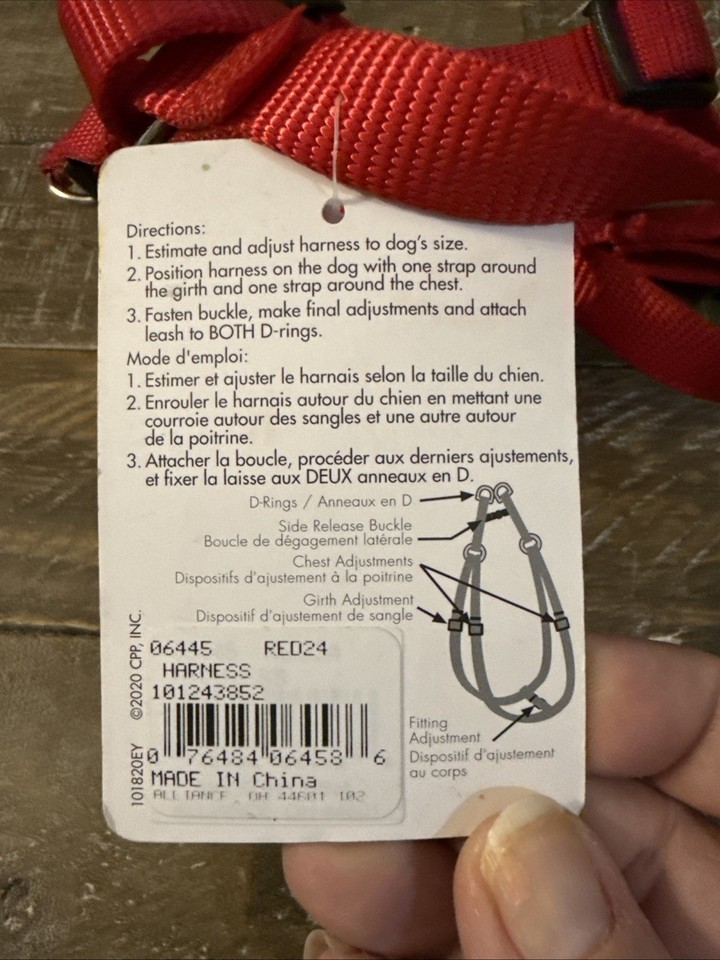 Directions:
1. Estimate and adjust harness to dog's size.
2. Position harness on the dog with one strap around
the girth and one strap around the chest.
3. Fasten buckle, make final adjustments and attach
leash to BOTH D-rings.
Mode d'emploi:
1. Estimer et ajuster le harnais selon la taille du chien.
2. Enrouler le harnais autour du chien en mettant une
courroie autour des sangles et une autre autour
de la poitrine.
3. Attacher la boucle, procéder aux derniers ajustements,
et fixer la laisse aux DEUX anneaux en D.
D-Rings / Anneaux en D
Side Release Buckle
Boucle de dégagement latérale
Chest Adjustments
Dispositifs d'ajustement à la poitrine
Girth Adjustment
Dispositif d'ajustement de sangle
Fitting
Adjustment
Dispositif d'ajustement
au corps
101820EY ©2020 CPP, INC.
06445 RED24
HARNESS
101243852
0 76484 06458 6
MADE IN China
ALLIANCE OH 44601 102